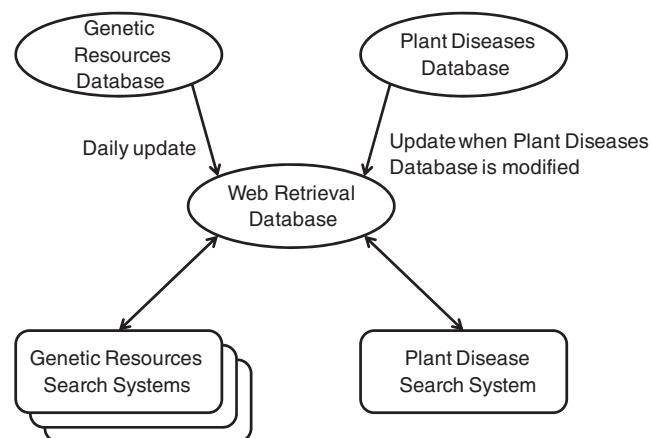 Genetic
Resources
Database
Plant Diseases
Database
Daily update
Update when Plant Diseases
Database is modified
Web Retrieval
Database
Genetic Resources
Search Systems
Plant Disease
Search System